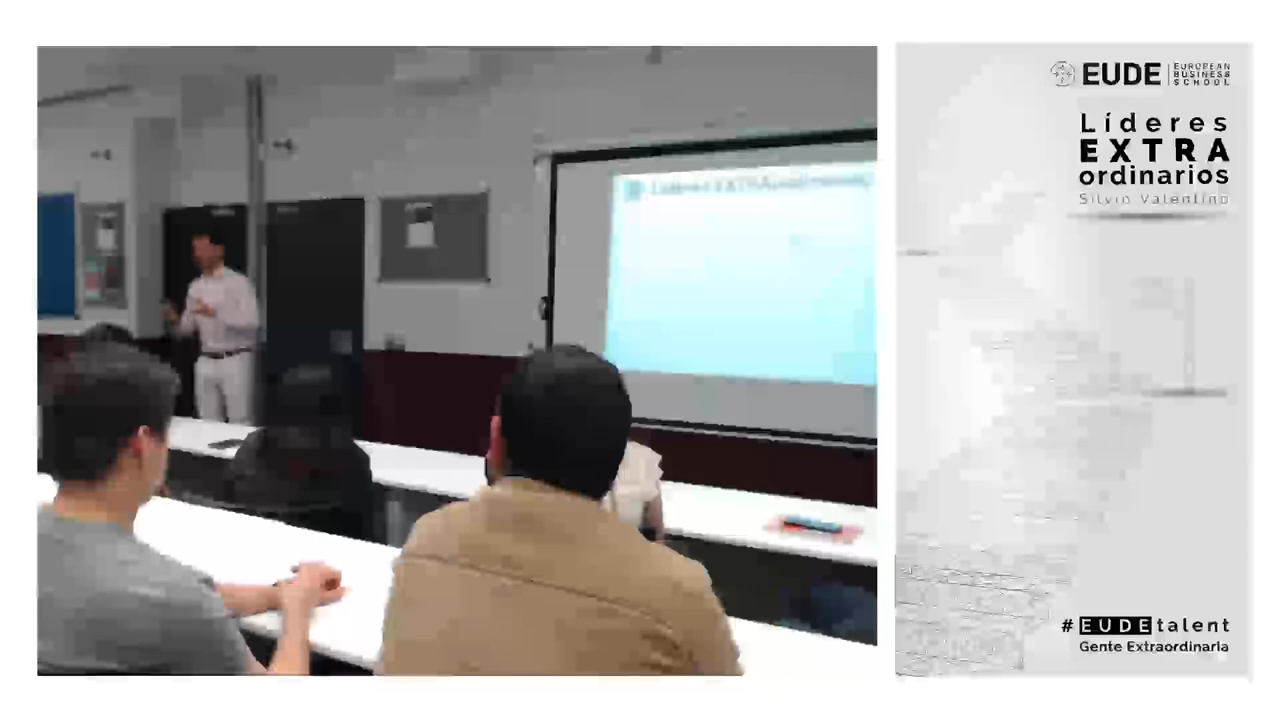 EUDE
EUROPEAN
BUSINESS
SCHOOL
Líderes
EXTRA
ordinarios
Silvio Valentino
#EUDEtalent
Gente Extraordinaria